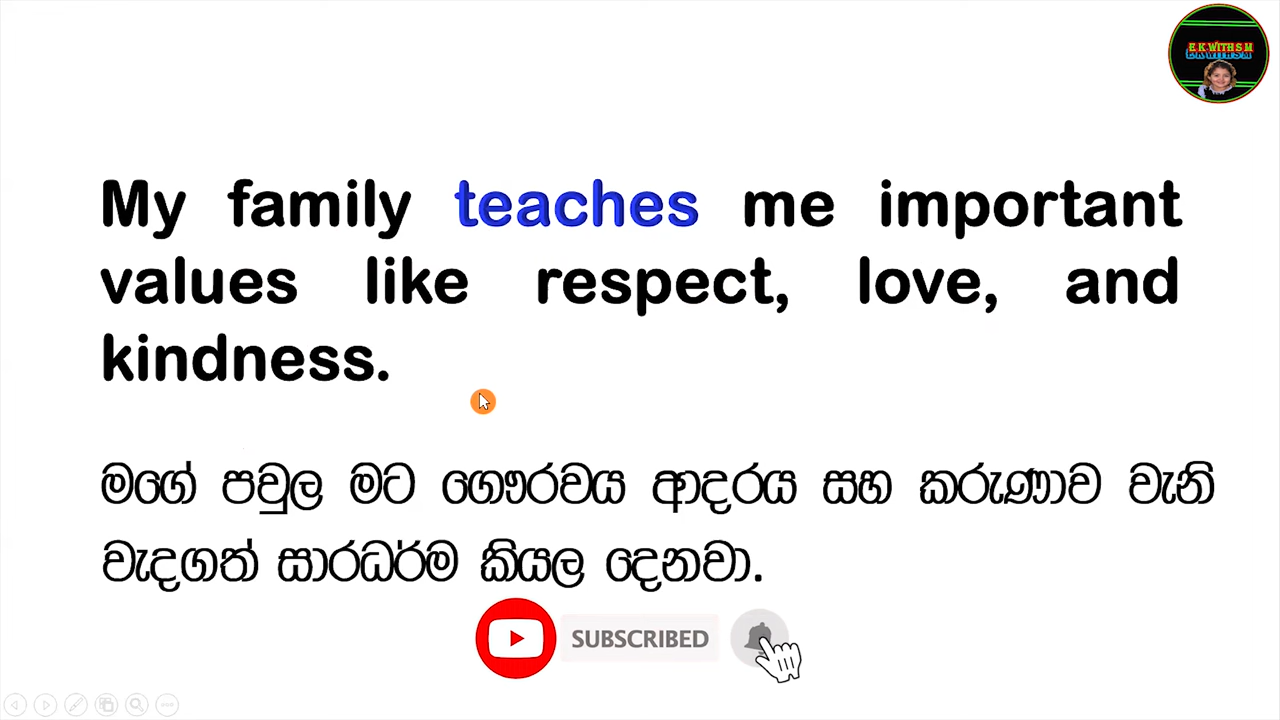 E K WITH S M
My family teaches me important
values like respect, love, and
kindness.
මගේ පවුල මට ගෞරවය ආදරය සහ කරුණාව වැනි
වැදගත් සාරධර්ම කියල දෙනවා.
SUBSCRIBED